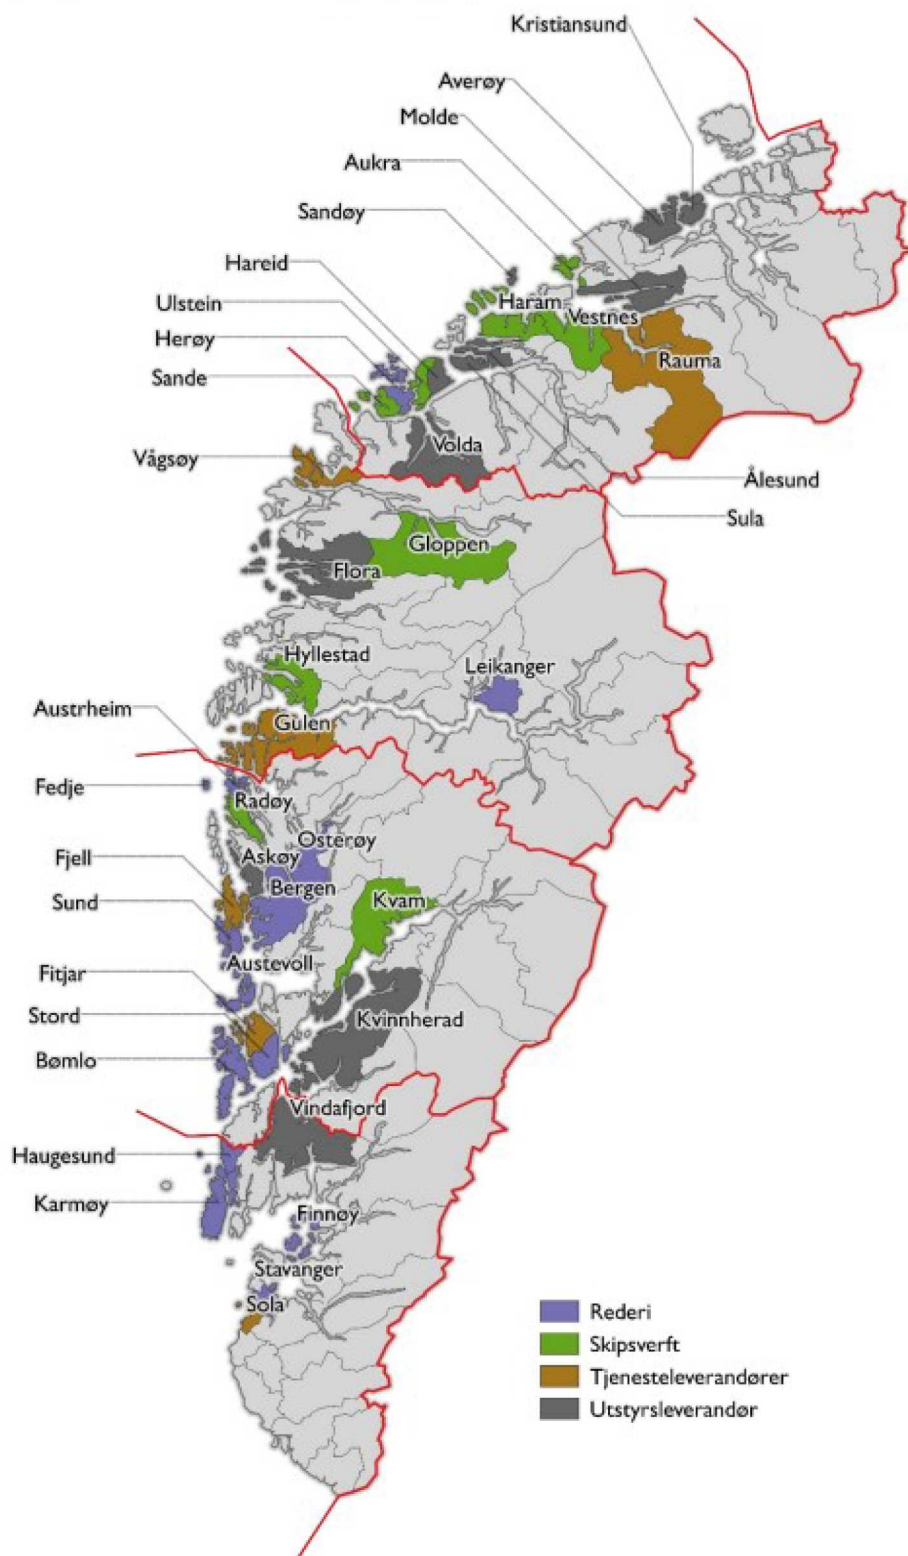 Kristiansund
Averøy
Molde
Aukra
Sandøy
Hareid
Ulstein
Haram
Vestnes
Herøy
Rauma
Sande
Volda
Vågsøy
Ålesund
Sula
Gloppen
Flora
Hyllestad
Leikanger
Austrheim
Gulen
Fedje
Radøy
Osterøy
Fjell
Askøy
Bergen
Sund
Kvam
Austevoll
Fitjar
Stord
Kvinnherad
Bømlo
Vindafjord
Haugesund
Karmøy
Finnøy
Stavanger
Sola
Rederi
Skipsverft
Tjenesteleverandører
Utstyrsleverandør